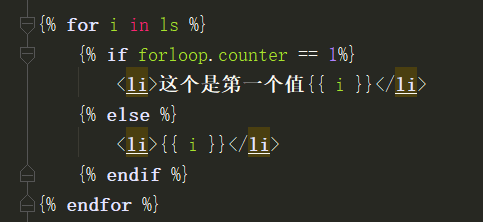 {% for i in ls %}
{% if forloop.counter == 1%}
<li>这个是第一个值{{ i }}</li>
{% else %}
<li>{{ i }}</li>
{% endif %}
{% endfor %}